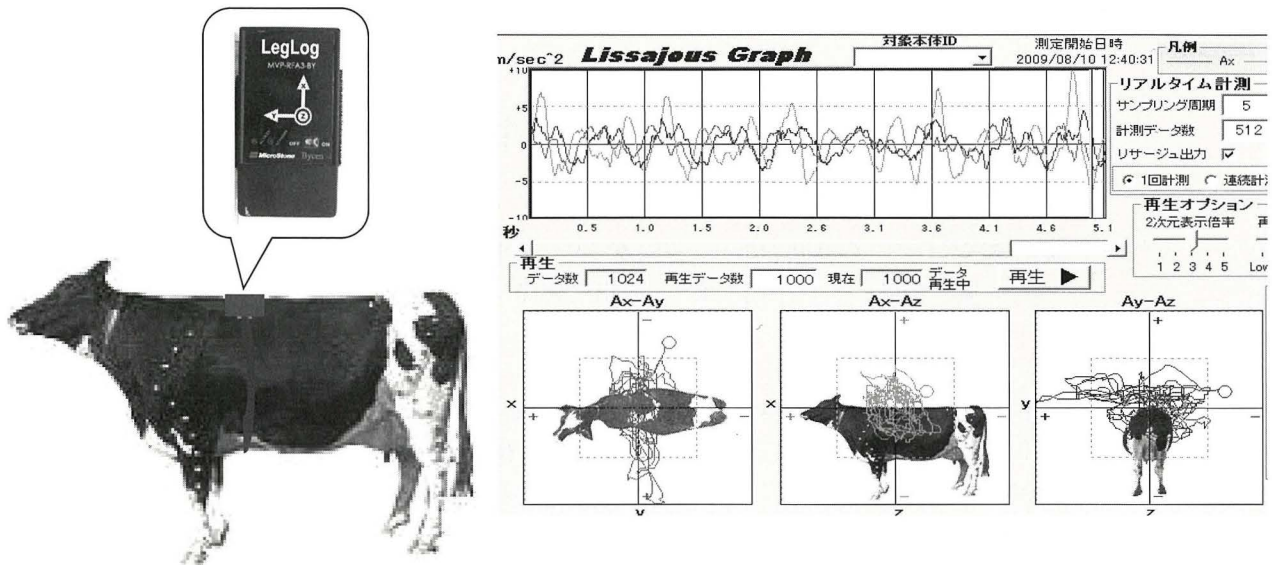 LegLog
MVP-RFA3-BY
X
Y
Z
OFF
ON
MicroStone
Bycen
m/sec^2
Lissajous Graph
対象本体ID
測定開始日時
2009/08/10 12:40:31
凡例
Ax
+10
+5
0
-5
-10
秒
0.5 1.0 1.5 2.0 2.6 3.1 3.6 4.1 4.6 5.1
リアルタイム計測
サンプリング周期 5
計測データ数 512
リサージュ出力
1回計測 連続計測
再生オプション
2次元表示倍率 再
1 2 3 4 5 Low
再生
データ数 1024 再生データ数 1000 現在 1000 データ再生中 再生 ▶
Ax-Ay
Ax-Az
Ay-Az
−
+
+
x
x
y
+ −
+ −
+ −
+
−
−
y
z
z